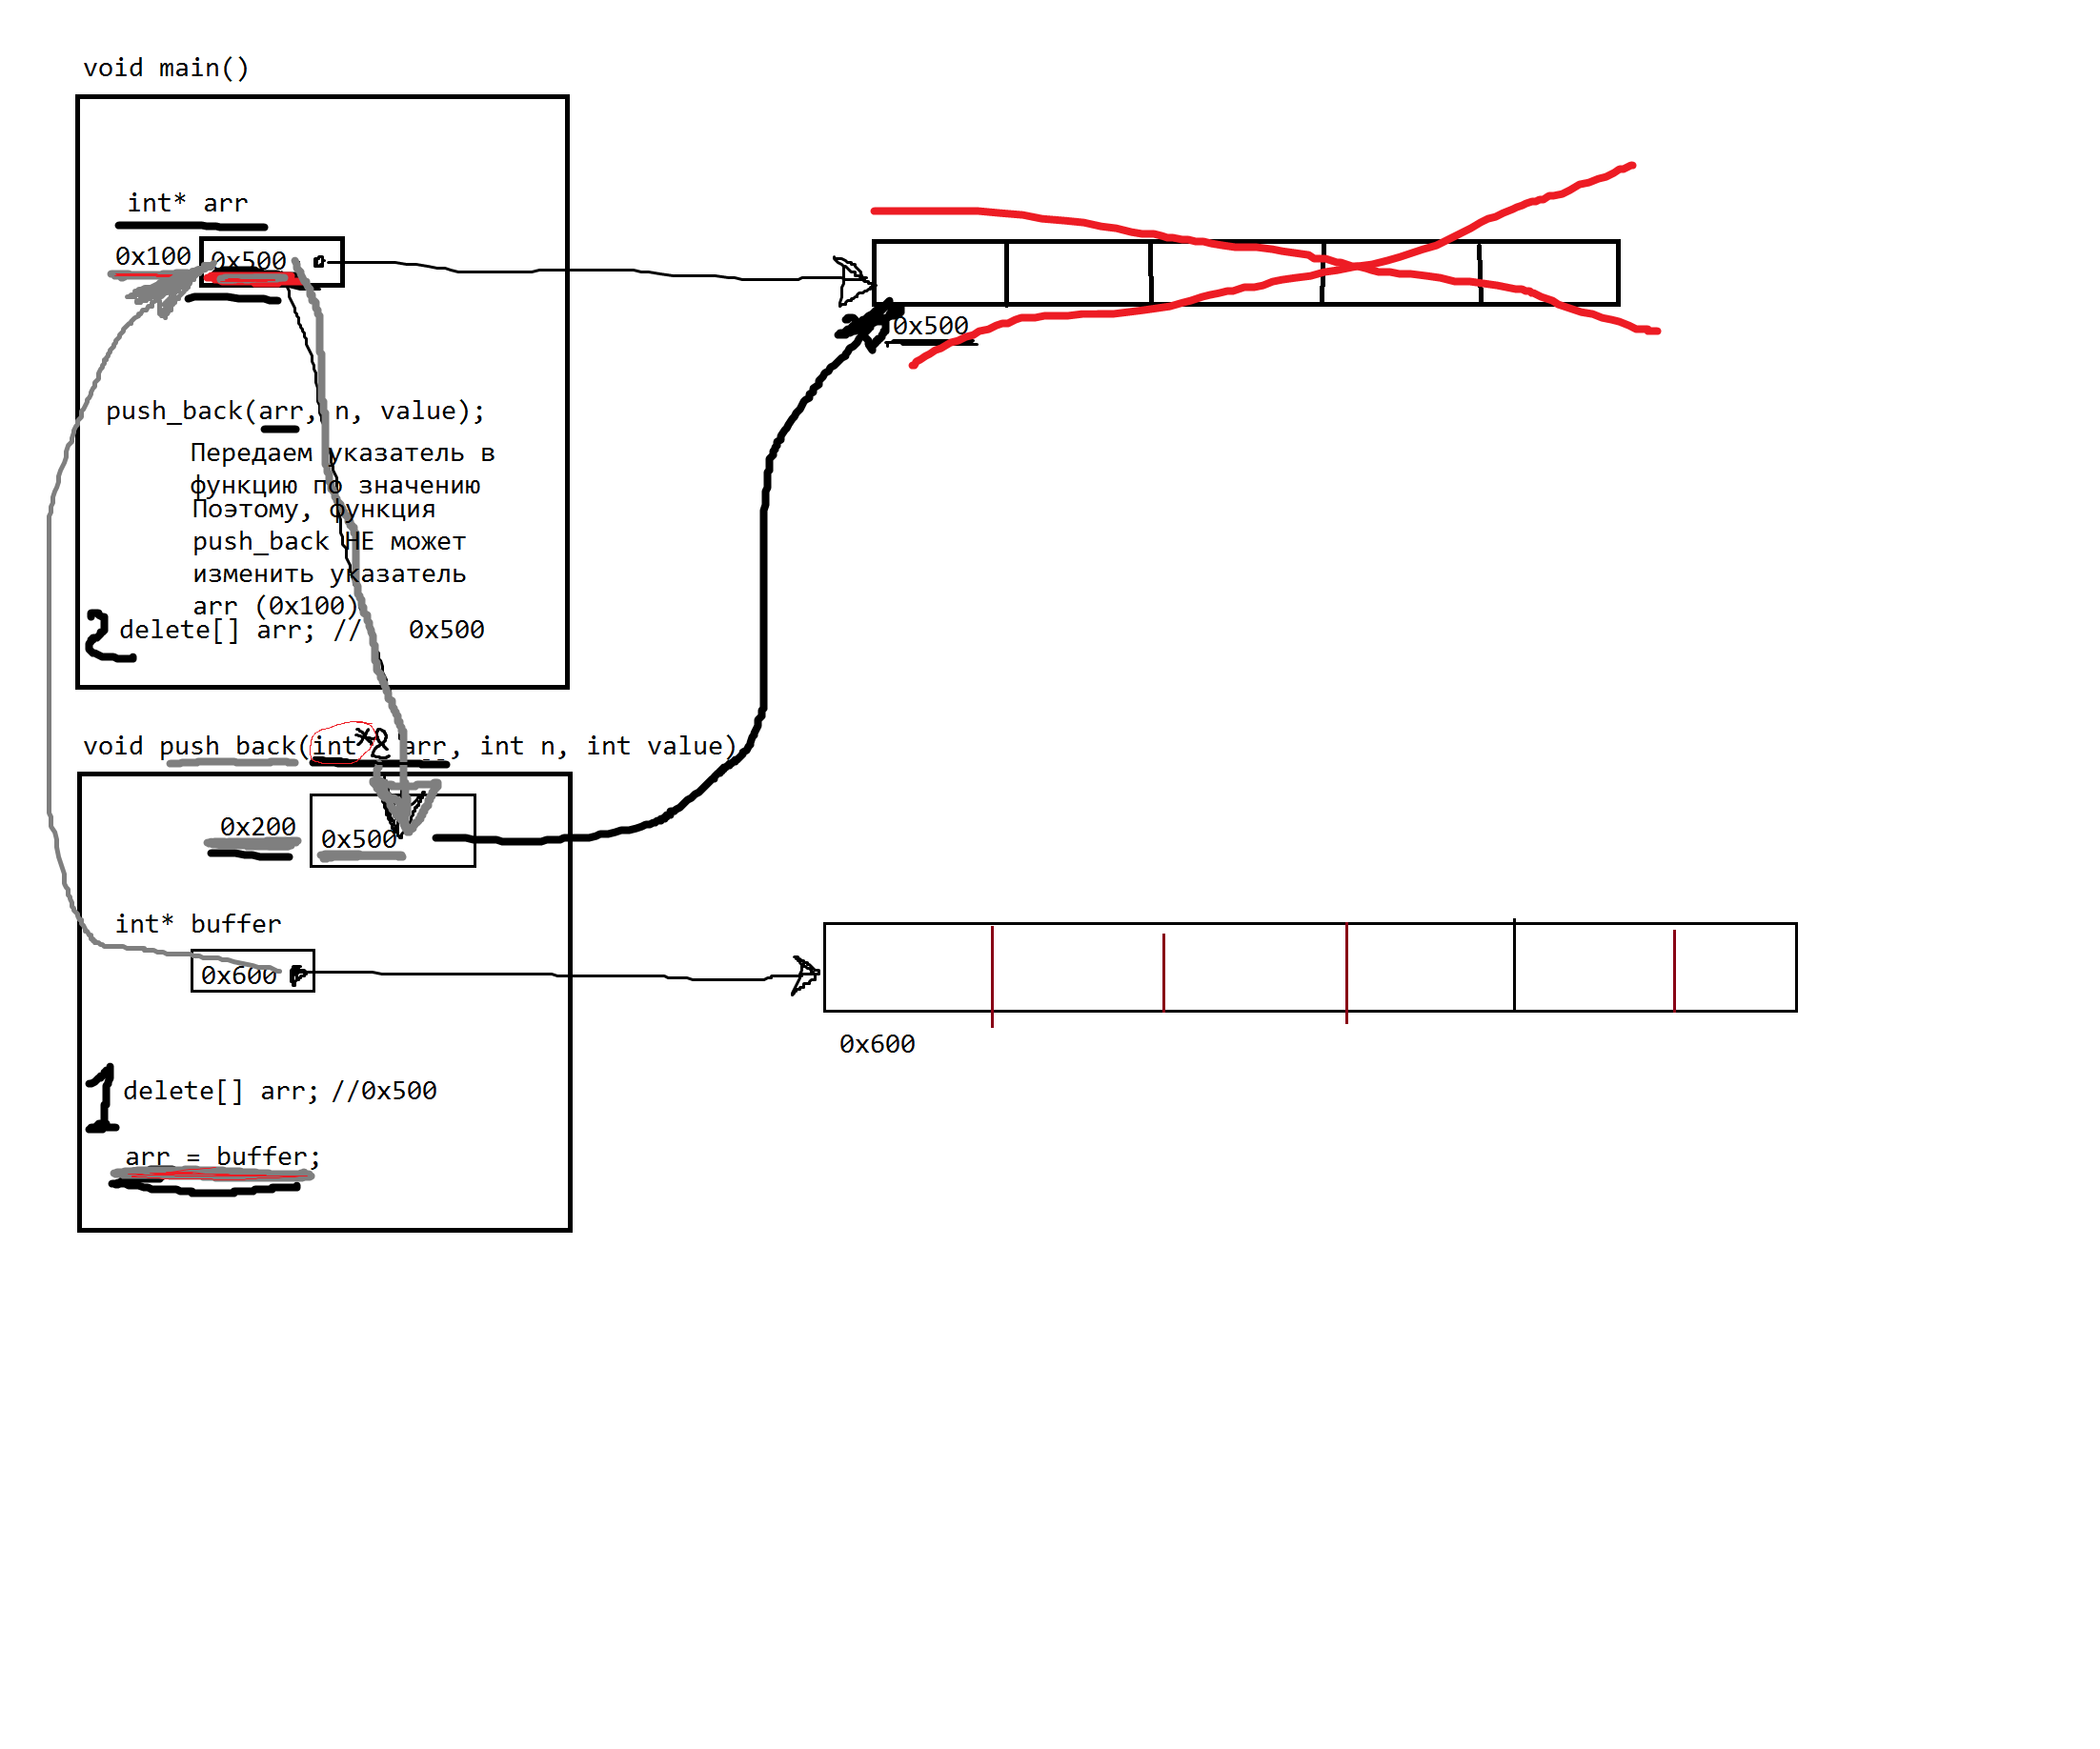 void main()
int* arr
0x100 0x500
0x500
push_back(arr, n, value);
Передаем указатель в
функцию по значению
Поэтому, функция
push_back НЕ может
изменить указатель
arr (0x100)
2 delete[] arr; // 0x500
void push_back(int*& arr, int n, int value)
0x200
0x500
int* buffer
0x600
0x600
1 delete[] arr; //0x500
arr = buffer;